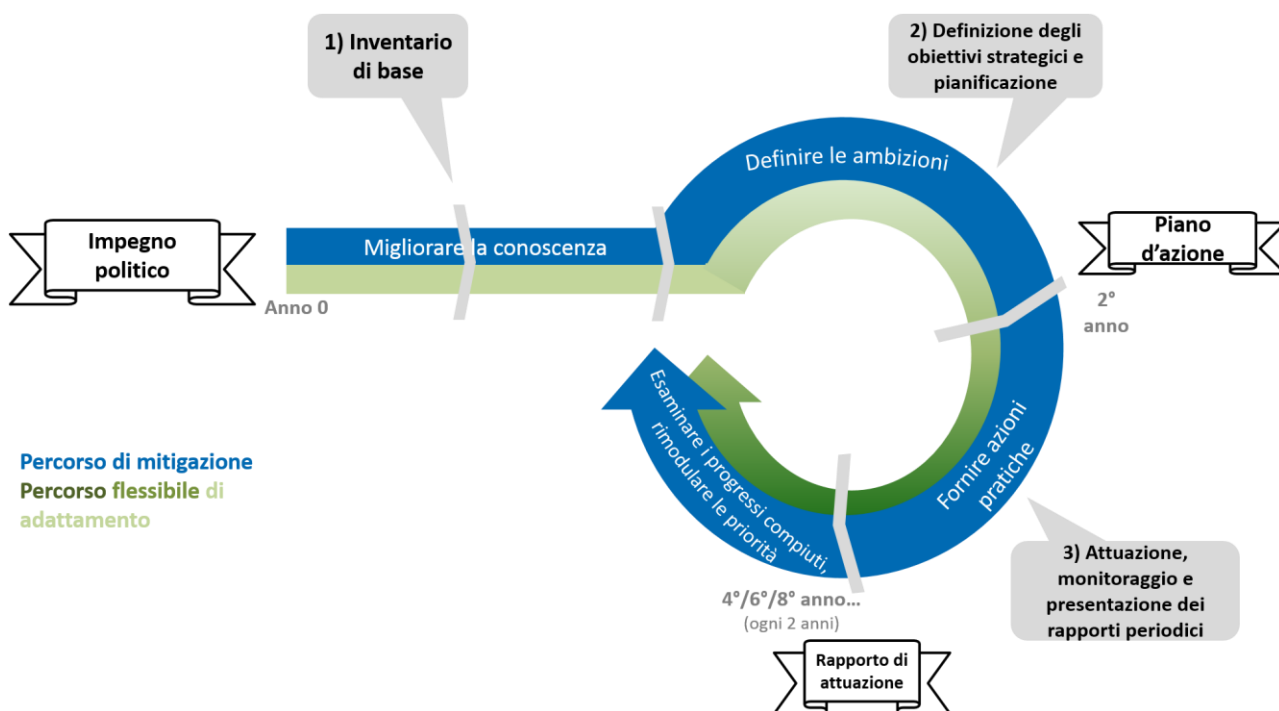 1) Inventario
di base
2) Definizione degli
obiettivi strategici e
pianificazione
Definire le ambizioni
Impegno
politico
Migliorare la conoscenza
Piano
d’azione
Anno 0
2°
anno
Esaminare i progressi compiuti,
rimodulare le priorità
Fornire azioni
pratiche
Percorso di mitigazione
Percorso flessibile di
adattamento
3) Attuazione,
monitoraggio e
presentazione dei
rapporti periodici
4°/6°/8° anno...
(ogni 2 anni)
Rapporto di
attuazione